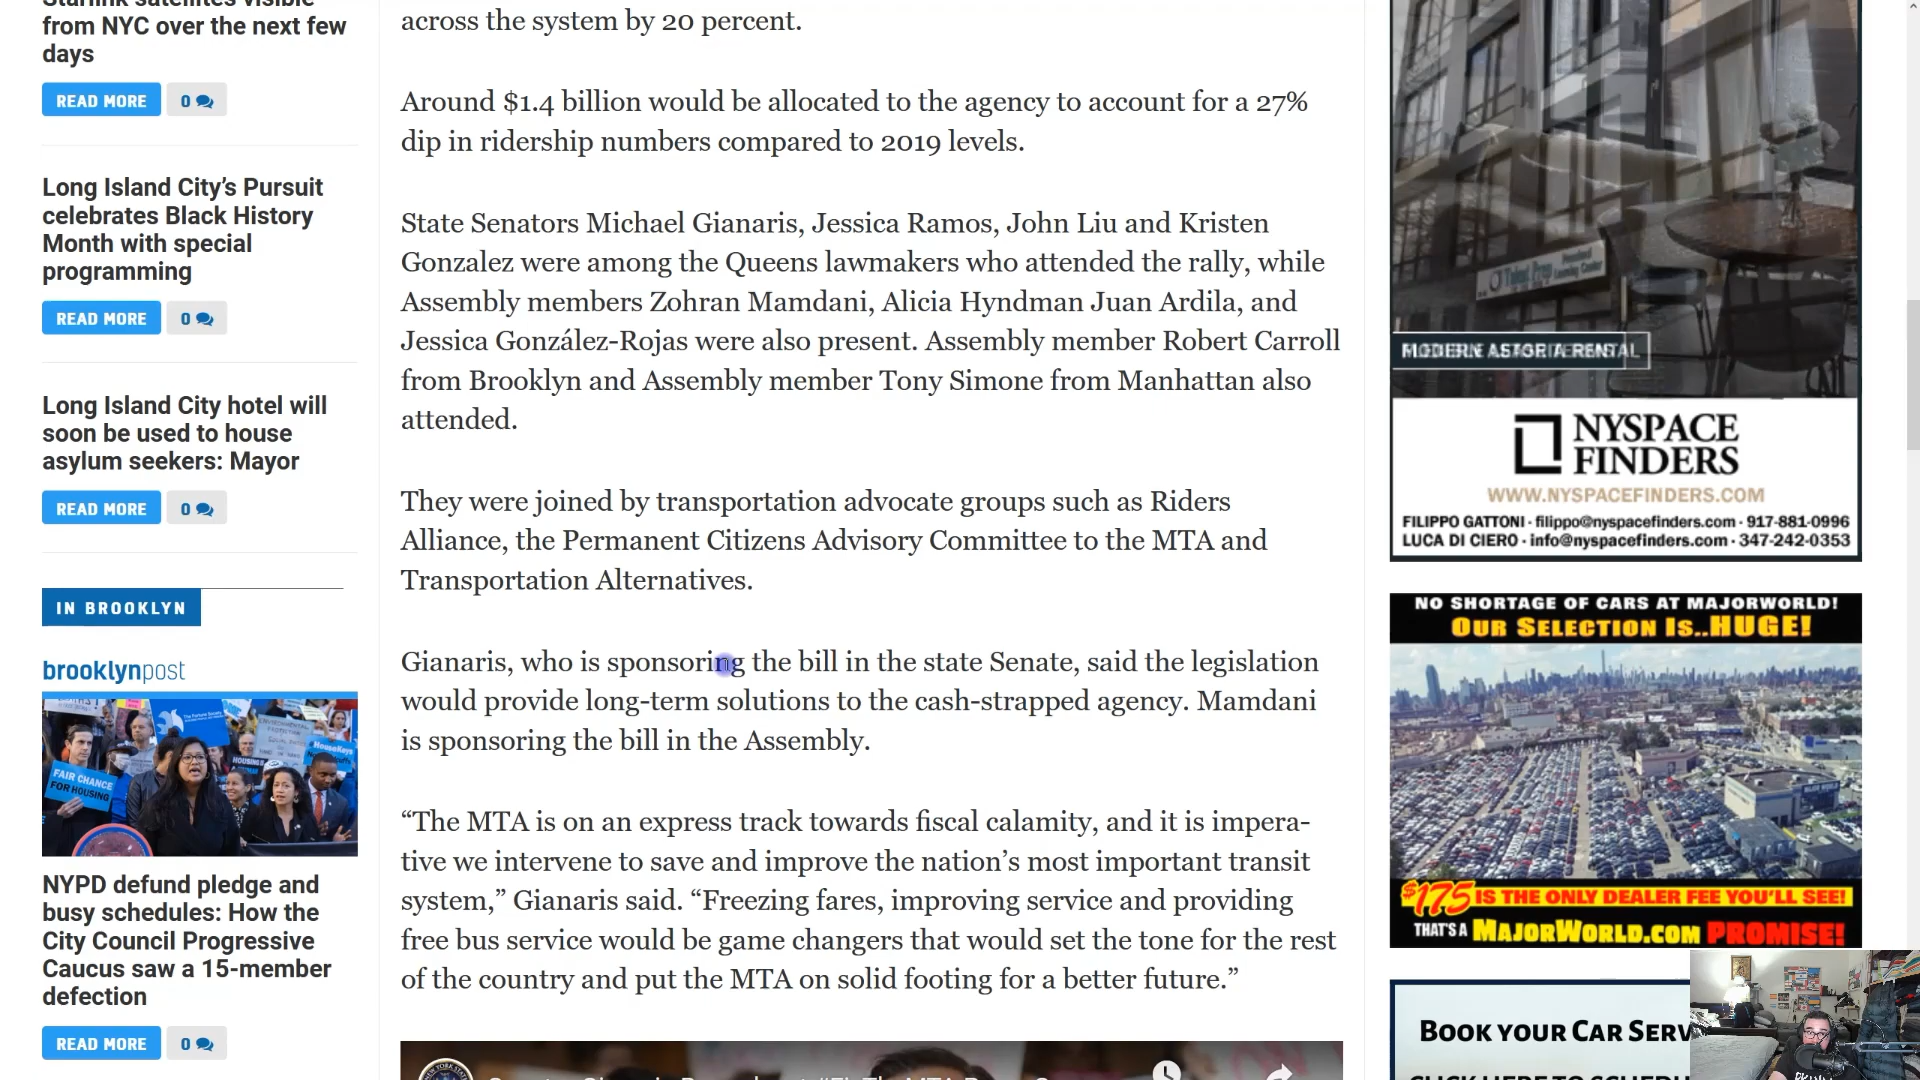 from NYC over the next few
days
READ MORE
0
Long Island City’s Pursuit
celebrates Black History
Month with special
programming
READ MORE
0
Long Island City hotel will
soon be used to house
asylum seekers: Mayor
READ MORE
0
IN BROOKLYN
brooklynpost
FAIR CHANCE
FOR HOUSING
NYPD defund pledge and
busy schedules: How the
City Council Progressive
Caucus saw a 15-member
defection
READ MORE
0
across the system by 20 percent.
Around $1.4 billion would be allocated to the agency to account for a 27%
dip in ridership numbers compared to 2019 levels.
State Senators Michael Gianaris, Jessica Ramos, John Liu and Kristen
Gonzalez were among the Queens lawmakers who attended the rally, while
Assembly members Zohran Mamdani, Alicia Hyndman Juan Ardila, and
Jessica González-Rojas were also present. Assembly member Robert Carroll
from Brooklyn and Assembly member Tony Simone from Manhattan also
attended.
They were joined by transportation advocate groups such as Riders
Alliance, the Permanent Citizens Advisory Committee to the MTA and
Transportation Alternatives.
Gianaris, who is sponsoring the bill in the state Senate, said the legislation
would provide long-term solutions to the cash-strapped agency. Mamdani
is sponsoring the bill in the Assembly.
“The MTA is on an express track towards fiscal calamity, and it is impera-
tive we intervene to save and improve the nation’s most important transit
system,” Gianaris said. “Freezing fares, improving service and providing
free bus service would be game changers that would set the tone for the rest
of the country and put the MTA on solid footing for a better future.”
MODERN ASTORIA RENTAL
NYSPACE
FINDERS
WWW.NYSPACEFINDERS.COM
FILIPPO GATTONI · filippo@nyspacefinders.com · 917-881-0996
LUCA DI CIERO · info@nyspacefinders.com · 347-242-0353
NO SHORTAGE OF CARS AT MAJORWORLD!
OUR SELECTION IS..HUGE!
$175 IS THE ONLY DEALER FEE YOU'LL SEE!
THAT'S A MAJORWORLD.COM PROMISE!
BOOK YOUR CAR SERV